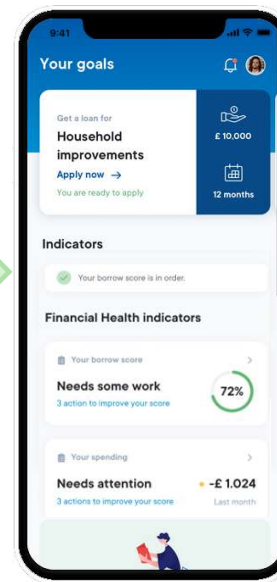 9:41
Your goals
Get a loan for
Household
improvements
Apply now →
You are ready to apply
£ 10,000
12 months
Indicators
Your borrow score is in order.
Financial Health indicators
Your borrow score
Needs some work
3 action to improve your score
72%
Your spending
Needs attention
3 actions to improve your score
-£ 1.024
Last month